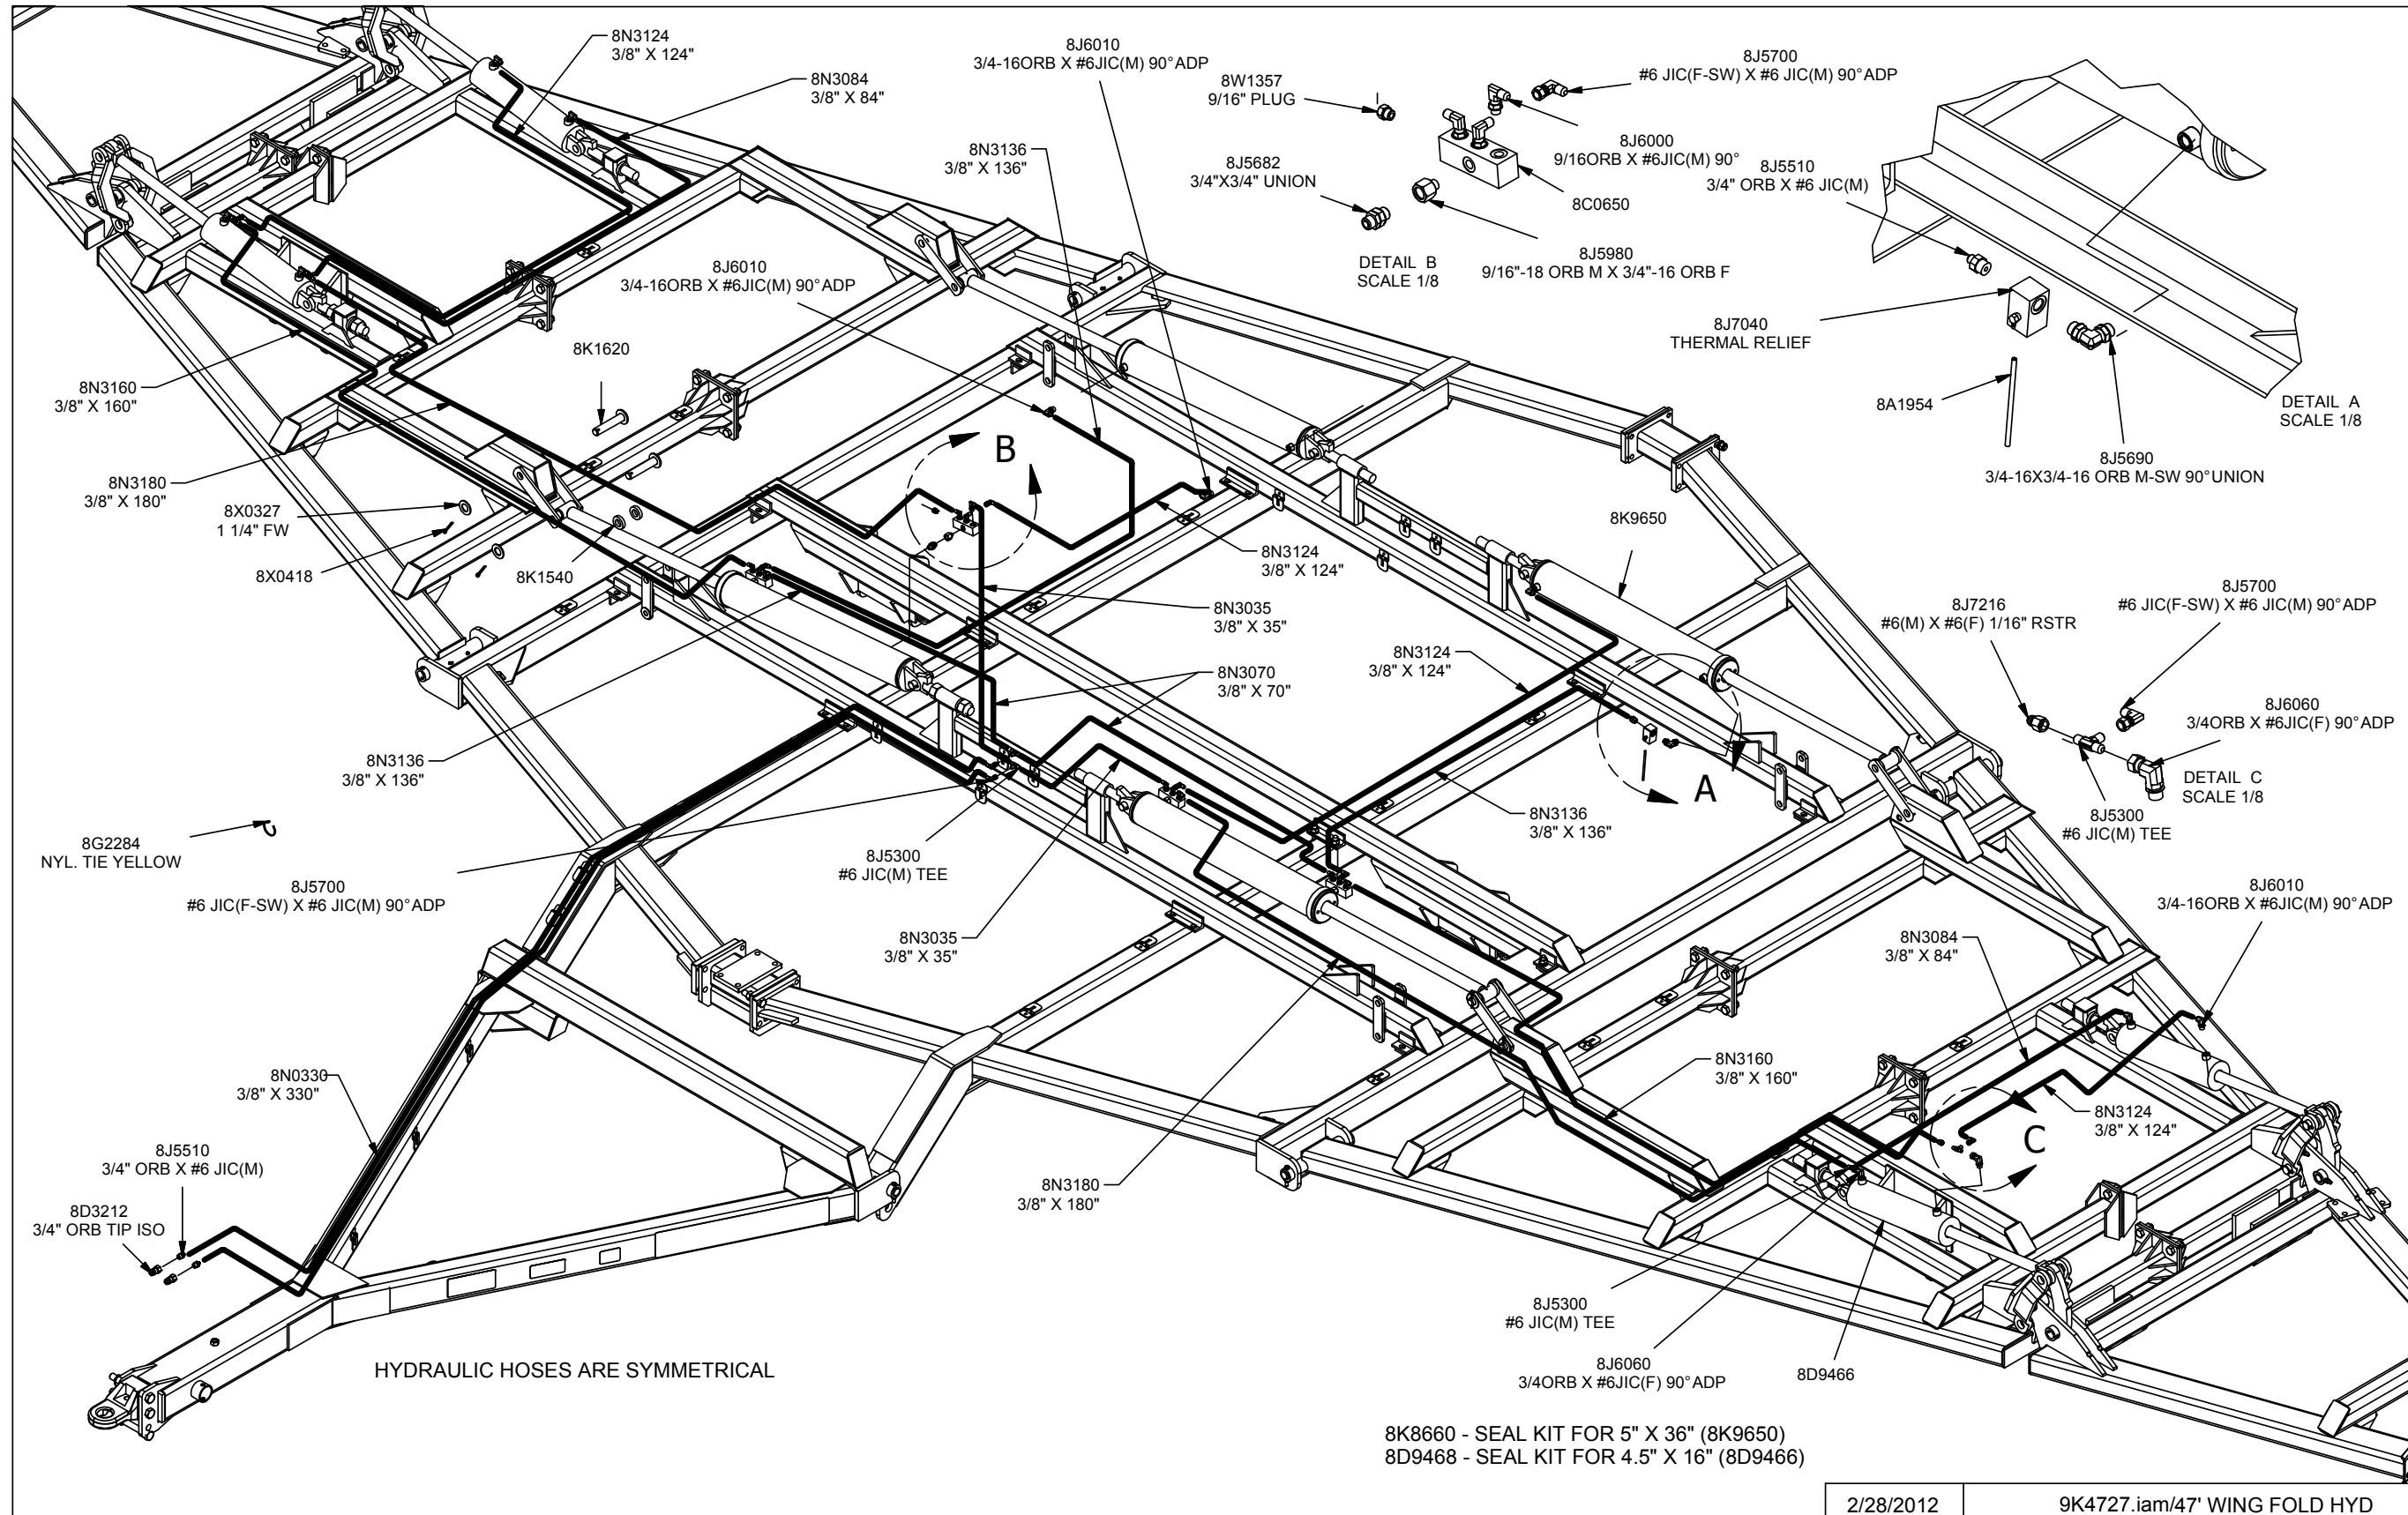 8N3124
3/8" X 124"
8N3084
3/8" X 84"
8J6010
3/4-16ORB X #6JIC(M) 90°ADP
8W1357
9/16" PLUG
8J5700
#6 JIC(F-SW) X #6 JIC(M) 90°ADP
8J6000
9/16ORB X #6JIC(M) 90°
8N3136
3/8" X 136"
8J5682
3/4"X3/4" UNION
8C0650
8J5510
3/4" ORB X #6 JIC(M)
8J5980
9/16"-18 ORB M X 3/4"-16 ORB F
DETAIL B
SCALE 1/8
8J6010
3/4-16ORB X #6JIC(M) 90°ADP
8J7040
THERMAL RELIEF
8K1620
8N3160
3/8" X 160"
8A1954
DETAIL A
SCALE 1/8
8J5690
3/4-16X3/4-16 ORB M-SW 90°UNION
8N3180
3/8" X 180"
B
8X0327
1 1/4" FW
8K9650
8X0418
8K1540
8N3124
3/8" X 124"
8N3035
3/8" X 35"
8J5700
#6 JIC(F-SW) X #6 JIC(M) 90°ADP
8J7216
#6(M) X #6(F) 1/16" RSTR
8N3124
3/8" X 124"
8N3070
3/8" X 70"
8J6060
3/4ORB X #6JIC(F) 90°ADP
8N3136
3/8" X 136"
A
DETAIL C
SCALE 1/8
8J5300
#6 JIC(M) TEE
8N3136
3/8" X 136"
8G2284
NYL. TIE YELLOW
8J5300
#6 JIC(M) TEE
8J5700
#6 JIC(F-SW) X #6 JIC(M) 90°ADP
8J6010
3/4-16ORB X #6JIC(M) 90°ADP
8N3035
3/8" X 35"
8N3084
3/8" X 84"
8N0330
3/8" X 330"
8N3160
3/8" X 160"
8N3124
3/8" X 124"
C
8J5510
3/4" ORB X #6 JIC(M)
8N3180
3/8" X 180"
8D3212
3/4" ORB TIP ISO
8J5300
#6 JIC(M) TEE
8J6060
3/4ORB X #6JIC(F) 90°ADP
8D9466
HYDRAULIC HOSES ARE SYMMETRICAL
8K8660 - SEAL KIT FOR 5" X 36" (8K9650)
8D9468 - SEAL KIT FOR 4.5" X 16" (8D9466)
2/28/2012
9K4727.iam/47' WING FOLD HYD